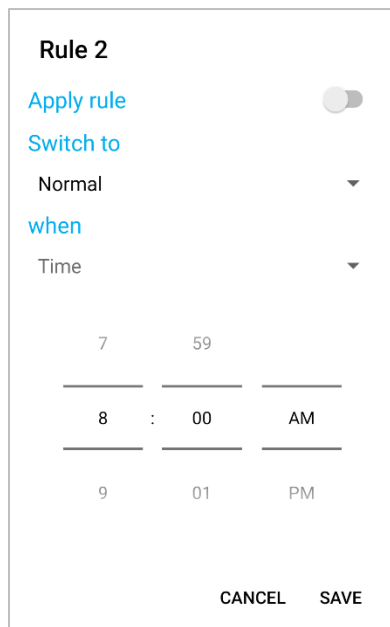 Rule 2
Apply rule
Switch to
Normal
when
Time
7 59
8 : 00 AM
9 01 PM
CANCEL SAVE